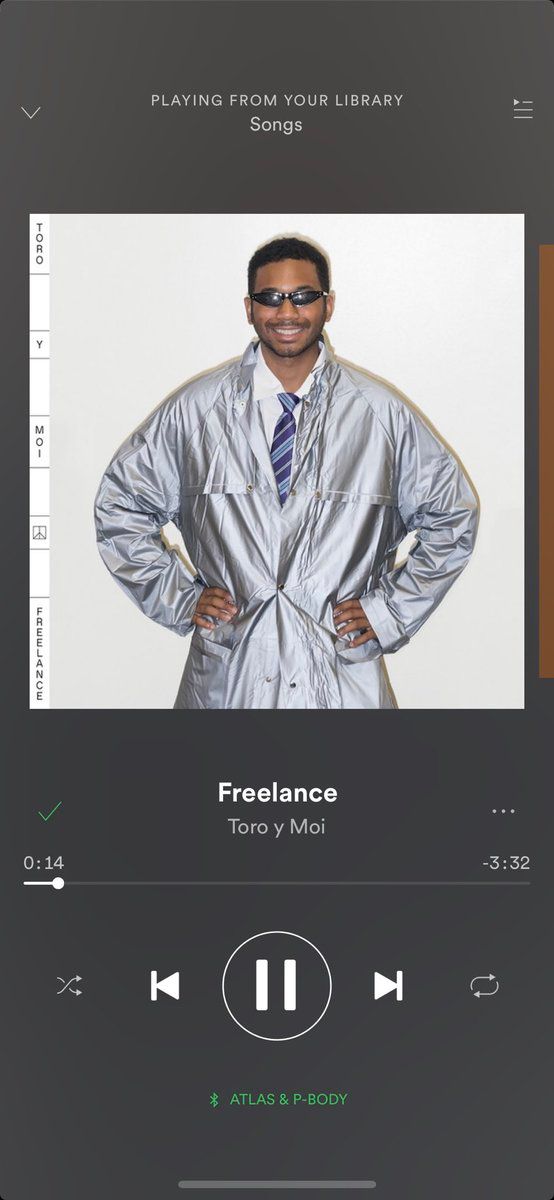 PLAYING FROM YOUR LIBRARY
Songs
TORO
Y
MOI
FREELANCE
Freelance
Toro y Moi
0:14
-3:32
ATLAS & P-BODY